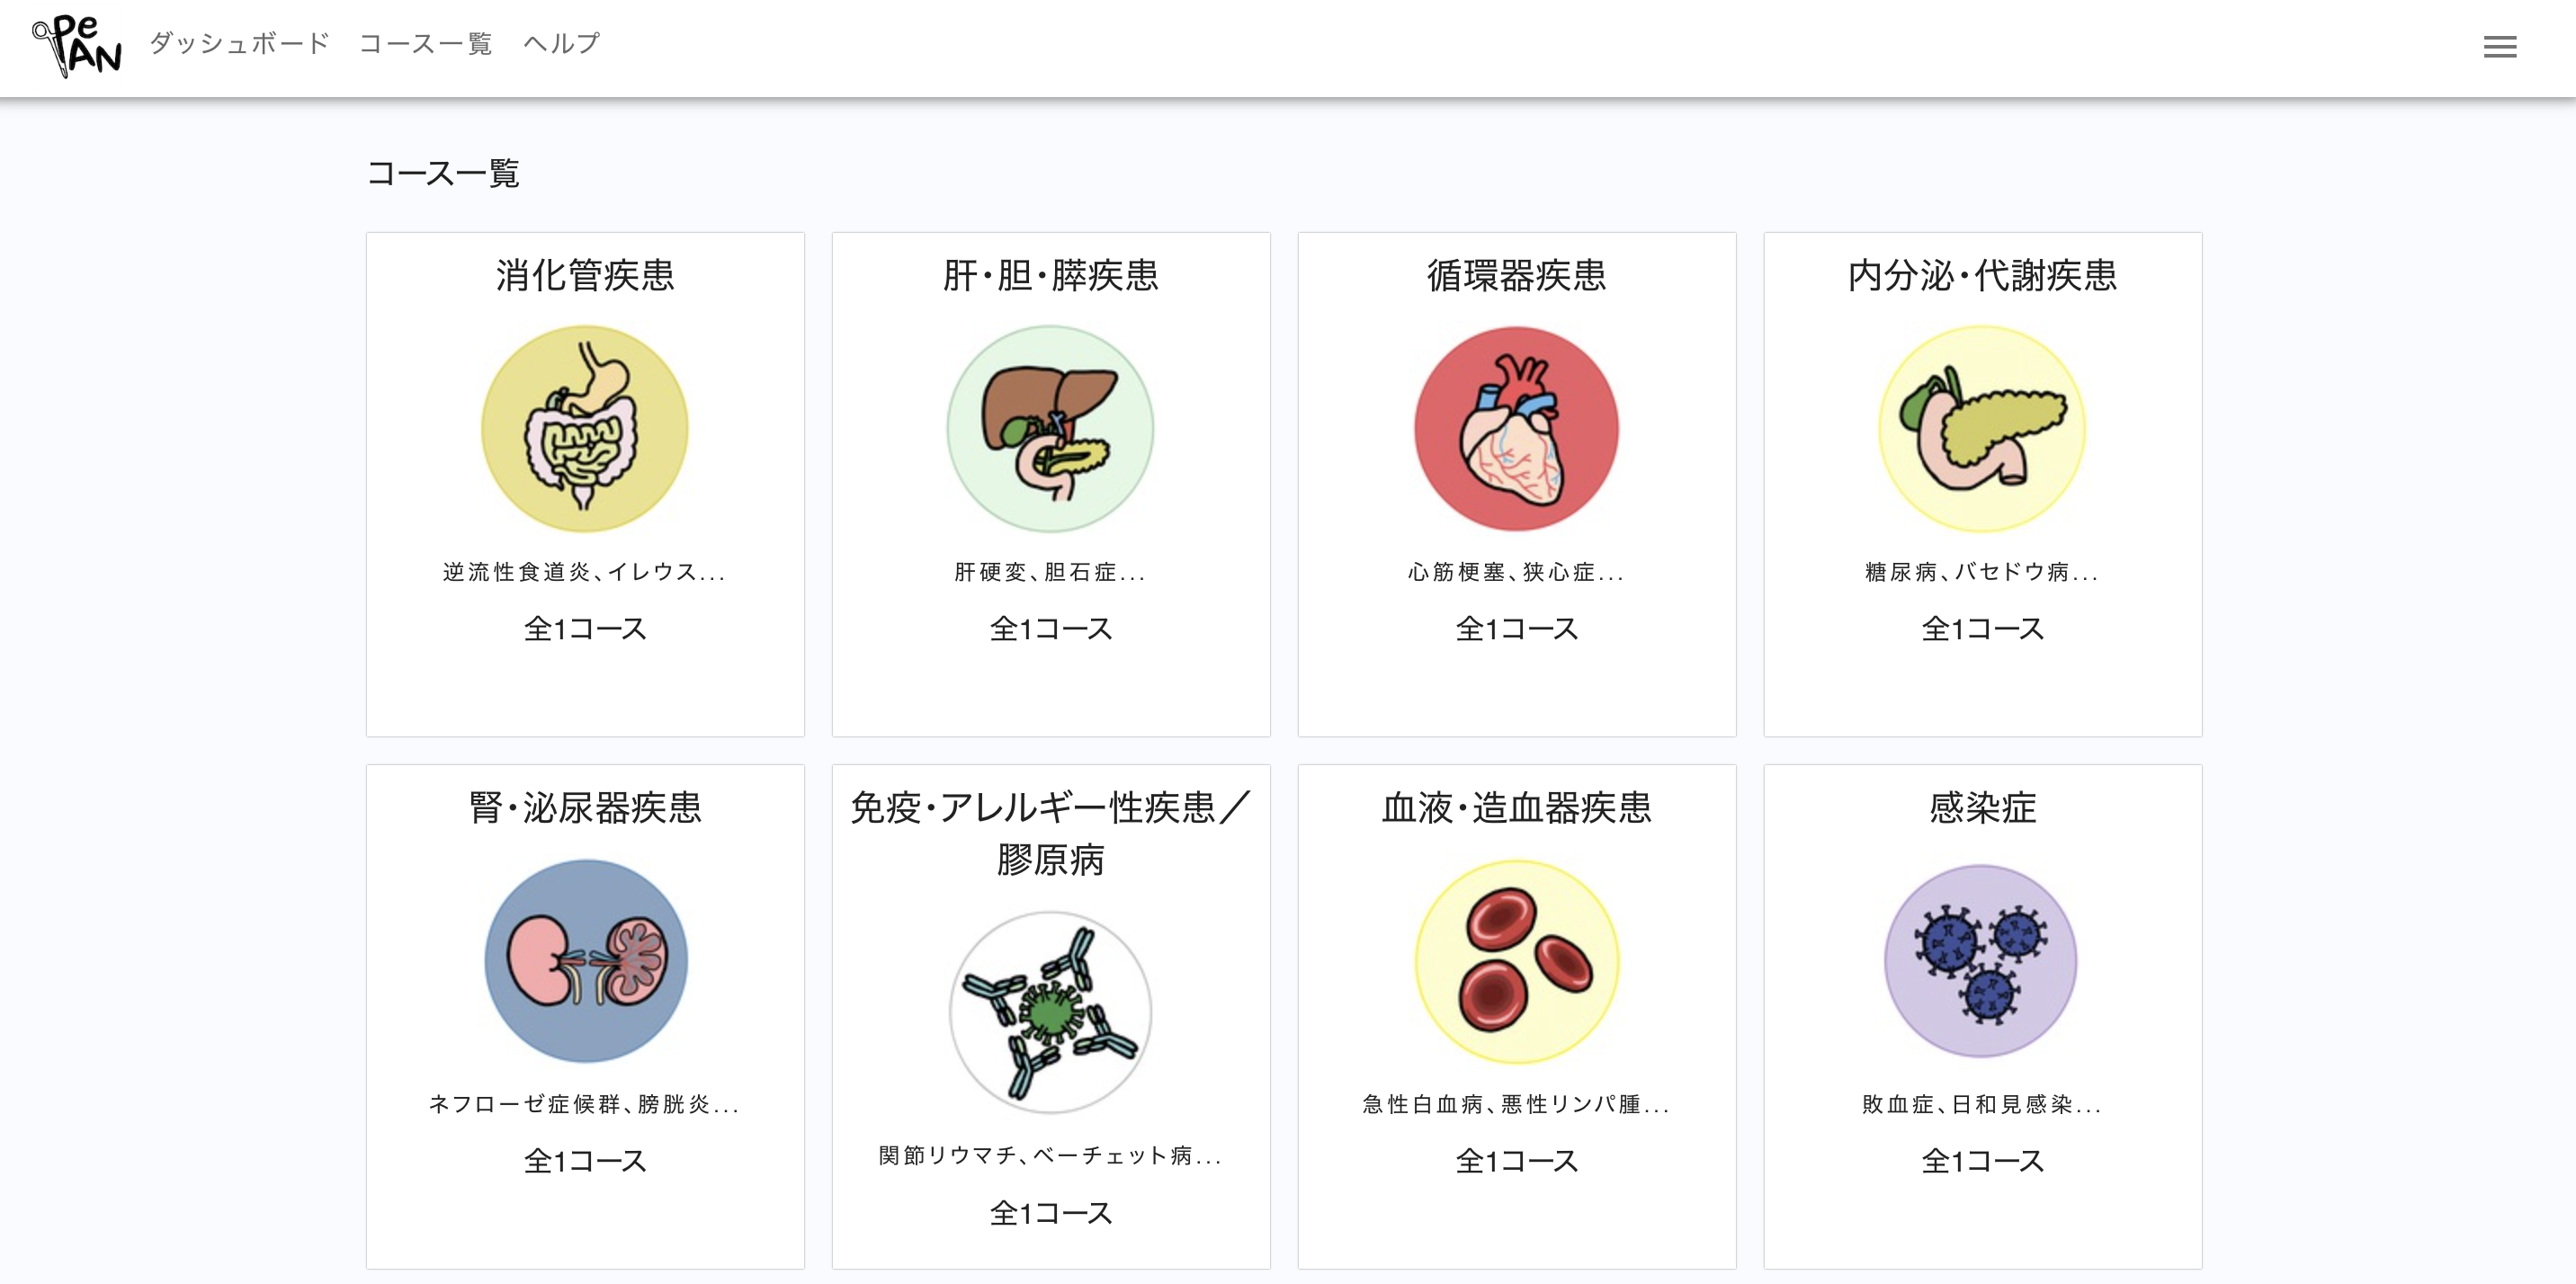 PeAN
ダッシュボード コース一覧 ヘルプ
コース一覧
消化管疾患
逆流性食道炎、イレウス...
全1コース
肝・胆・膵疾患
肝硬変、胆石症...
全1コース
循環器疾患
心筋梗塞、狭心症...
全1コース
内分泌・代謝疾患
糖尿病、バセドウ病...
全1コース
腎・泌尿器疾患
ネフローゼ症候群、膀胱炎...
全1コース
免疫・アレルギー性疾患／
膠原病
関節リウマチ、ベーチェット病...
全1コース
血液・造血器疾患
急性白血病、悪性リンパ腫...
全1コース
感染症
敗血症、日和見感染...
全1コース